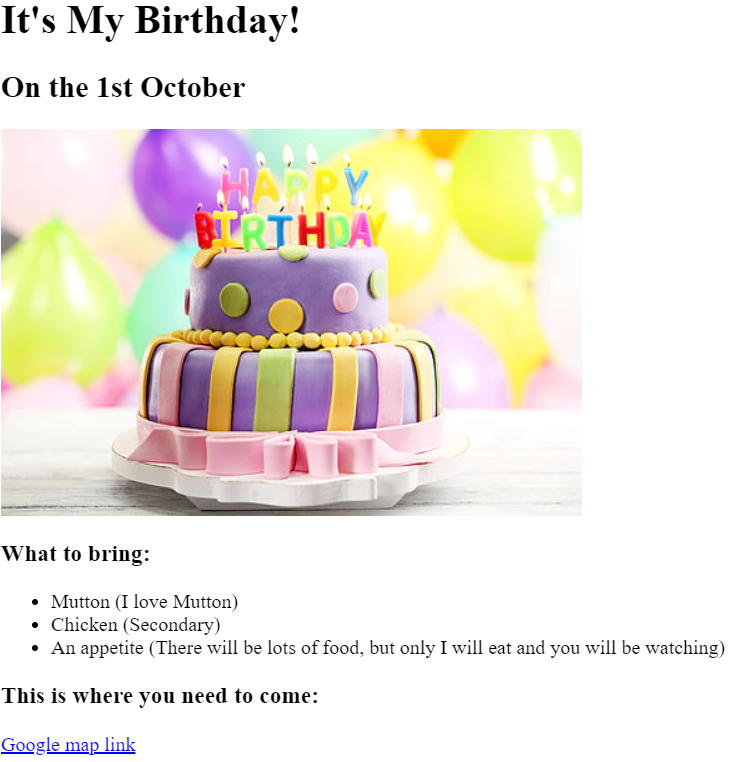 It's My Birthday!
On the 1st October
HAPPY
BIRTHDAY
What to bring:
Mutton (I love Mutton)
Chicken (Secondary)
An appetite (There will be lots of food, but only I will eat and you will be watching)
This is where you need to come:
Google map link